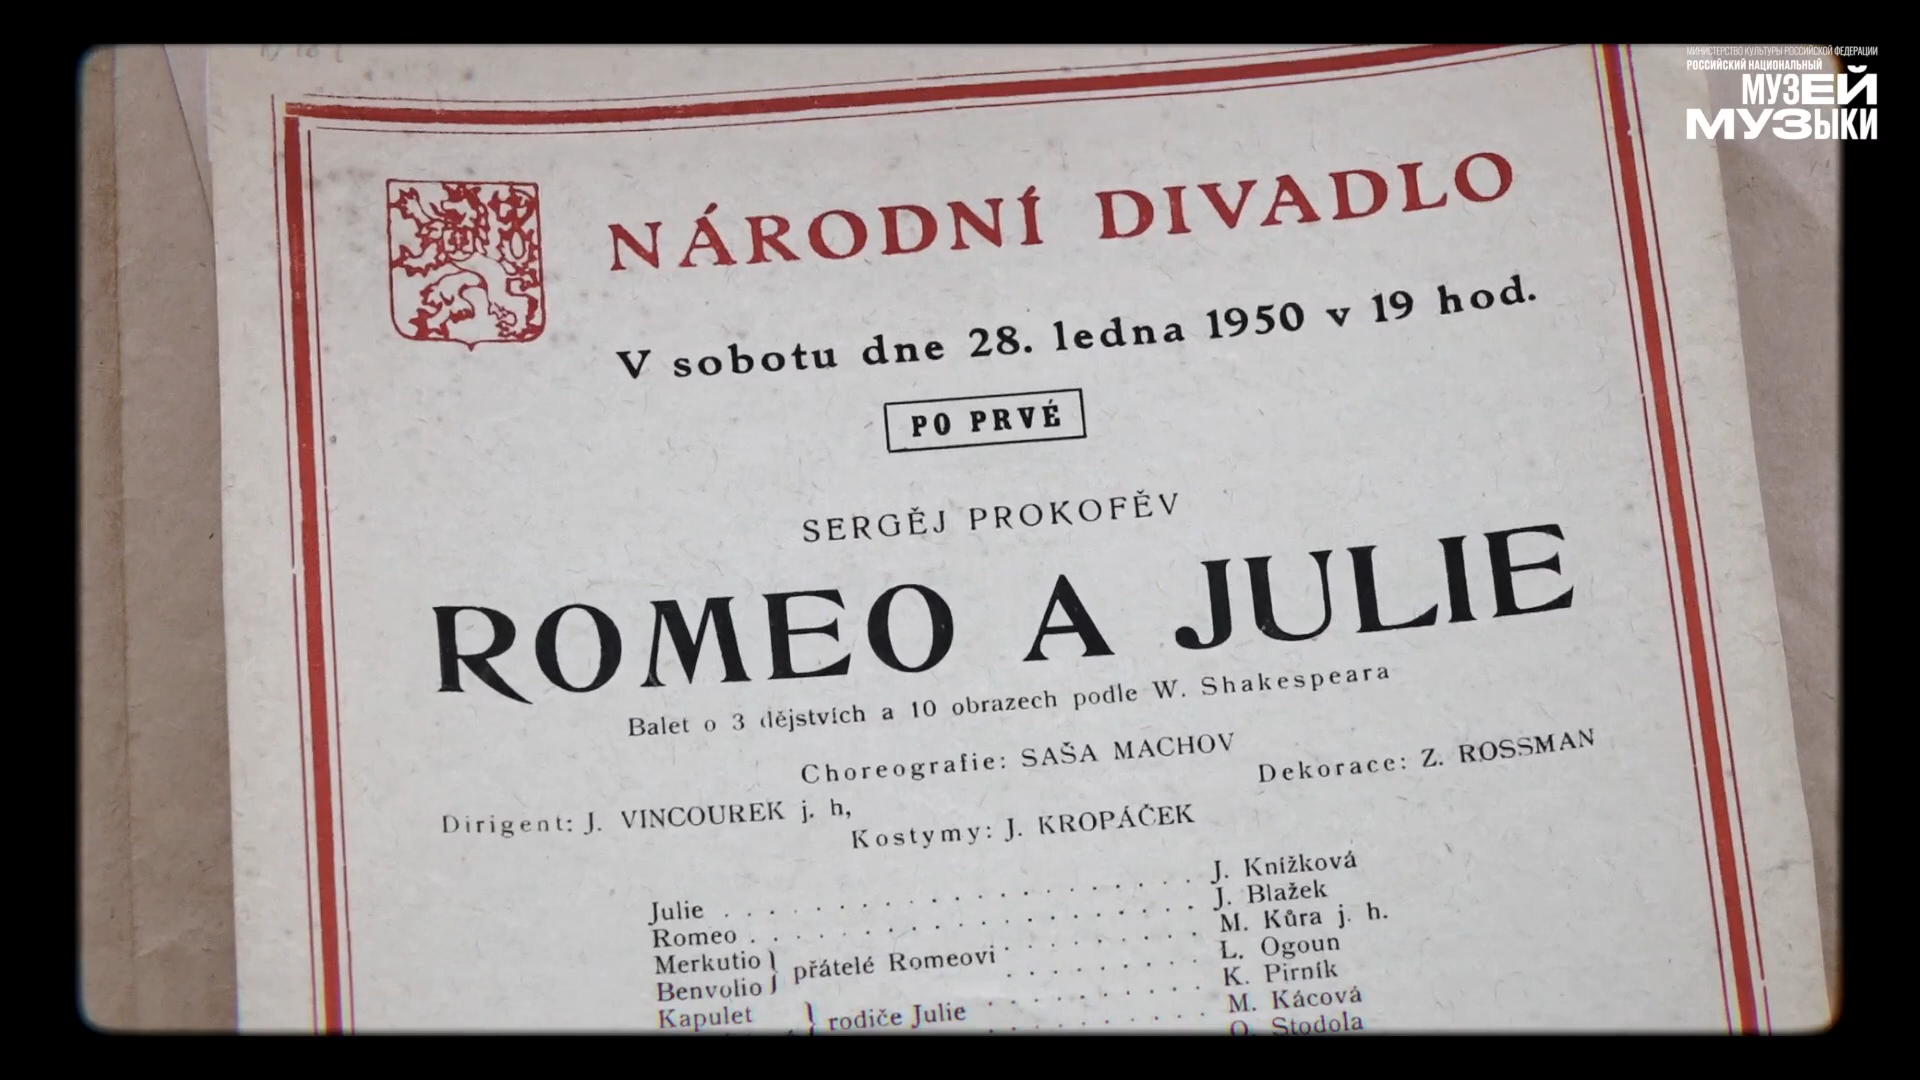 МИНИСТЕРСТВО КУЛЬТУРЫ РОССИЙСКОЙ ФЕДЕРАЦИИ
РОССИЙСКИЙ НАЦИОНАЛЬНЫЙ
МУЗЕЙ
МУЗЫКИ
NÁRODNÍ DIVADLO
V sobotu dne 28. ledna 1950 v 19 hod.
PO PRVÉ
SERGĚJ PROKOFĚV
ROMEO A JULIE
Balet o 3 dějstvích a 10 obrazech podle W. Shakespeara
Choreografie: SAŠA MACHOV
Dekorace: Z. ROSSMAN
Dirigent: J. VINCOUREK j. h,
Kostymy: J. KROPÁČEK
Julie . . . . . . . . . . . . . . . . . . J. Knížková
Romeo . . . . . . . . . . . . . . . . . J. Blažek
Merkutio } přátelé Romeovi . . . . . . . M. Kůra j. h.
Benvolio . . . . . . . L. Ogoun
Kapulet } rodiče Julie . . . . . . . . K. Pirník
M. Kácová
O. Stodola